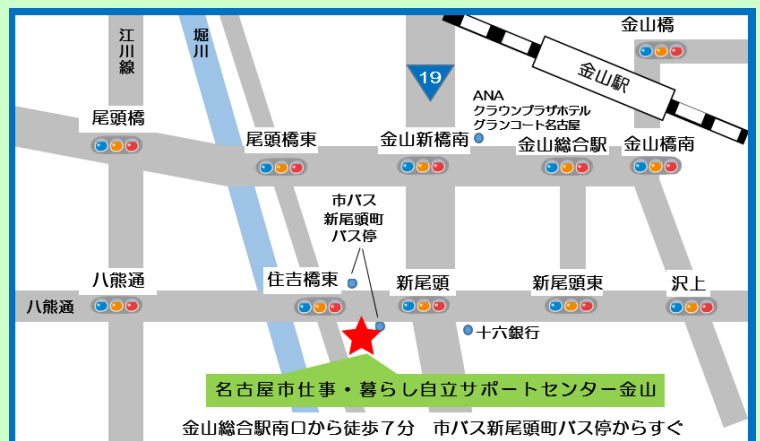 金山橋
江川線
堀川
金山駅
19
ANA
クラウンプラザホテル
グランコート名古屋
尾頭橋
尾頭橋東
金山新橋南
金山総合駅
金山橋南
市バス
新尾頭町
バス停
八熊通
住吉橋東
新尾頭
新尾頭東
沢上
八熊通
十六銀行
名古屋市仕事・暮らし自立サポートセンター金山
金山総合駅南口から徒歩7分 市バス新尾頭町バス停からすぐ